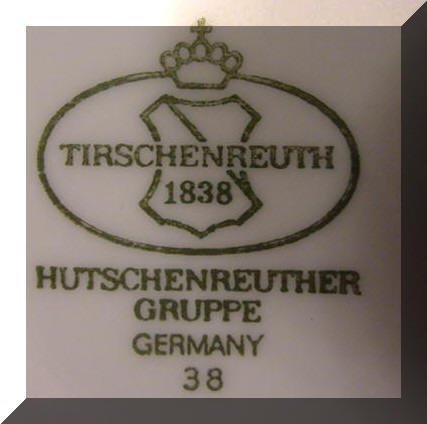 TIRSCHENREUTH
1838
HUTSCHENREUTHER
GRUPPE
GERMANY
38